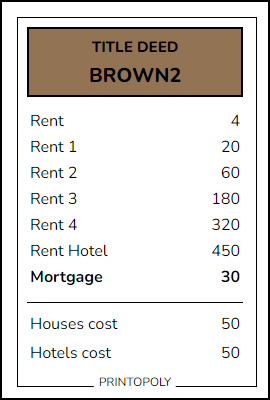 TITLE DEED
BROWN2
Rent 4
Rent 1 20
Rent 2 60
Rent 3 180
Rent 4 320
Rent Hotel 450
Mortgage 30
Houses cost 50
Hotels cost 50
PRINTOPOLY